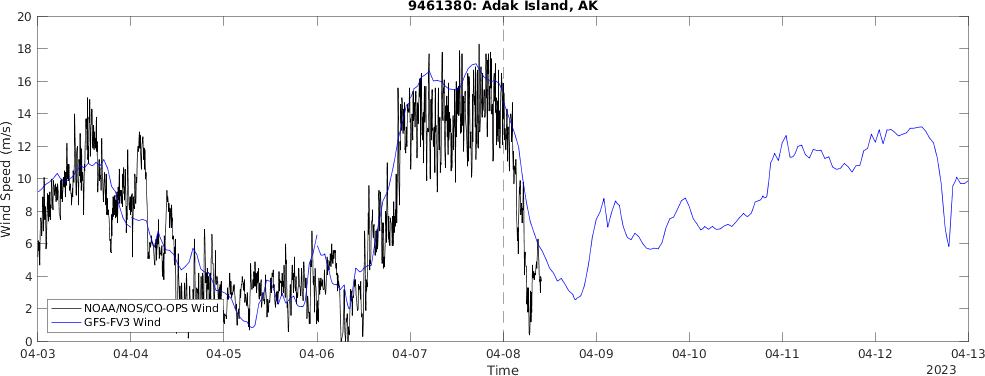 9461380: Adak Island, AK
20
18
16
14
12
10
8
6
4
2
0
Wind Speed (m/s)
NOAA/NOS/CO-OPS Wind
GFS-FV3 Wind
04-03 04-04 04-05 04-06 04-07 04-08 04-09 04-10 04-11 04-12 04-13
Time
2023